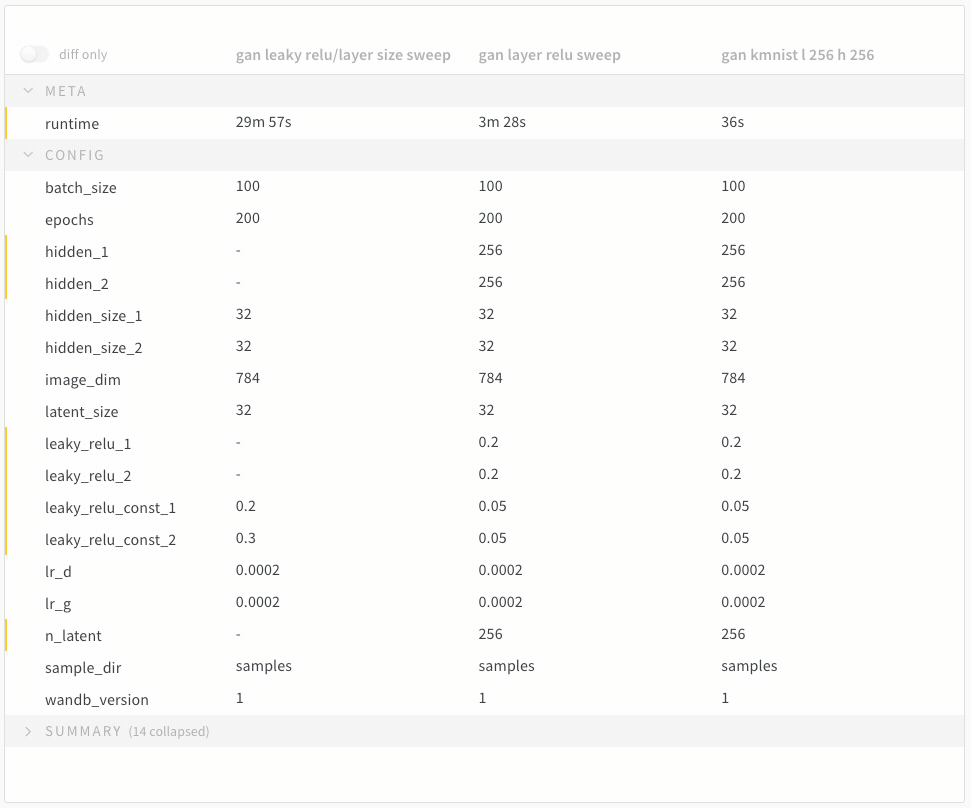 diff only gan leaky relu/layer size sweep gan layer relu sweep gan kmnist l 256 h 256
META
runtime 29m 57s 3m 28s 36s
CONFIG
batch_size 100 100 100
epochs 200 200 200
hidden_1 - 256 256
hidden_2 - 256 256
hidden_size_1 32 32 32
hidden_size_2 32 32 32
image_dim 784 784 784
latent_size 32 32 32
leaky_relu_1 - 0.2 0.2
leaky_relu_2 - 0.2 0.2
leaky_relu_const_1 0.2 0.05 0.05
leaky_relu_const_2 0.3 0.05 0.05
lr_d 0.0002 0.0002 0.0002
lr_g 0.0002 0.0002 0.0002
n_latent - 256 256
sample_dir samples samples samples
wandb_version 1 1 1
SUMMARY (14 collapsed)